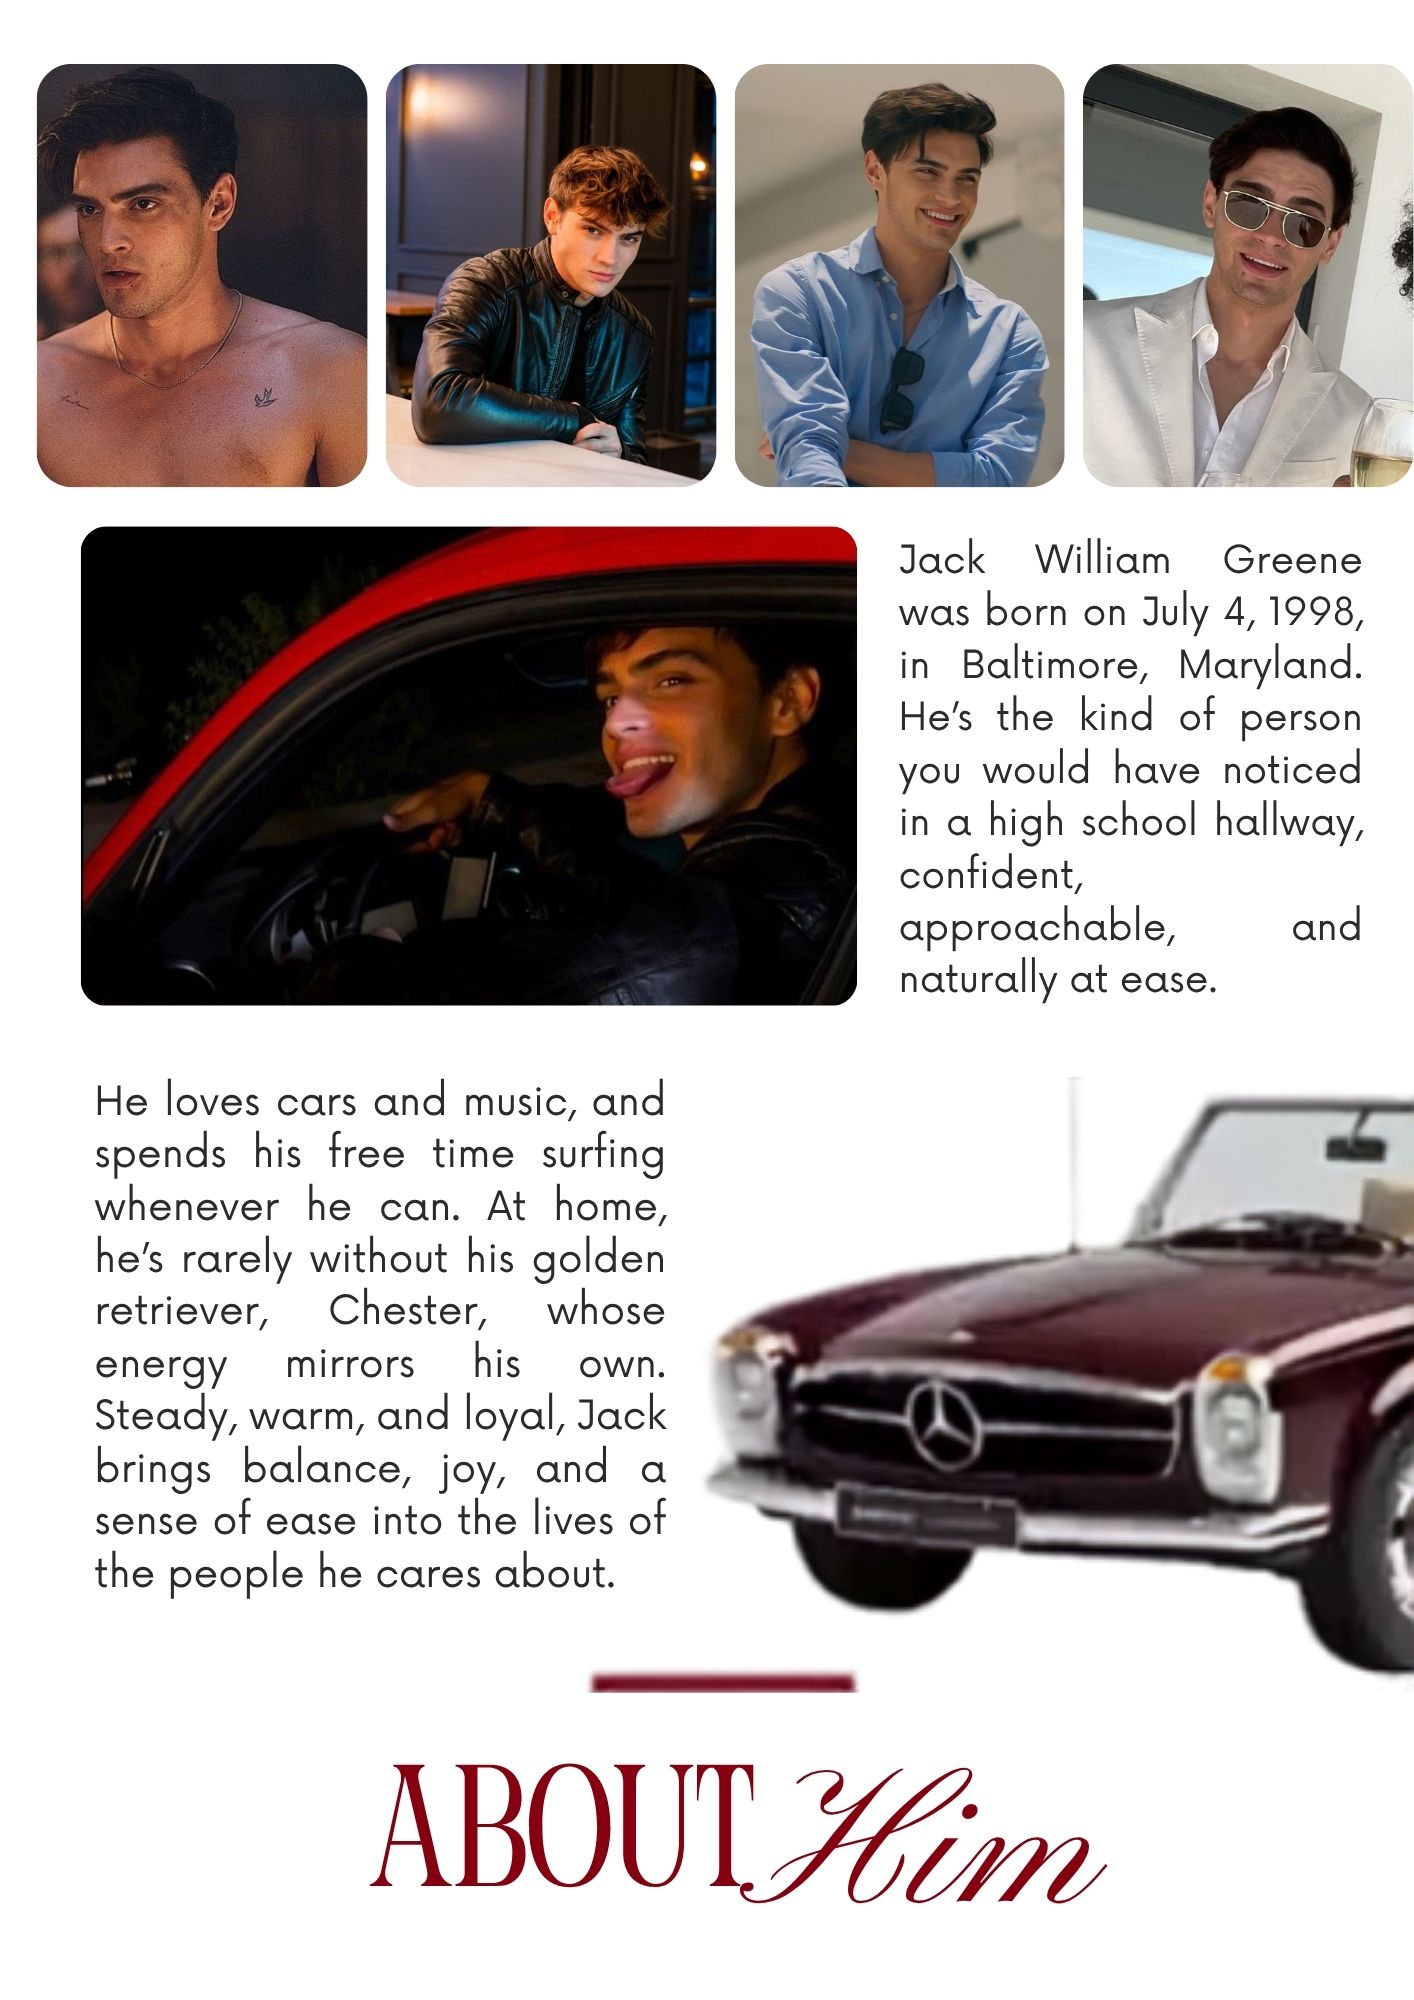 Jack William Greene
was born on July 4, 1998,
in Baltimore, Maryland.
He's the kind of person
you would have noticed
in a high school hallway,
confident,
approachable, and
naturally at ease.
He loves cars and music, and
spends his free time surfing
whenever he can. At home,
he's rarely without his golden
retriever, Chester, whose
energy mirrors his own.
Steady, warm, and loyal, Jack
brings balance, joy, and a
sense of ease into the lives of
the people he cares about.
ABOUT Him